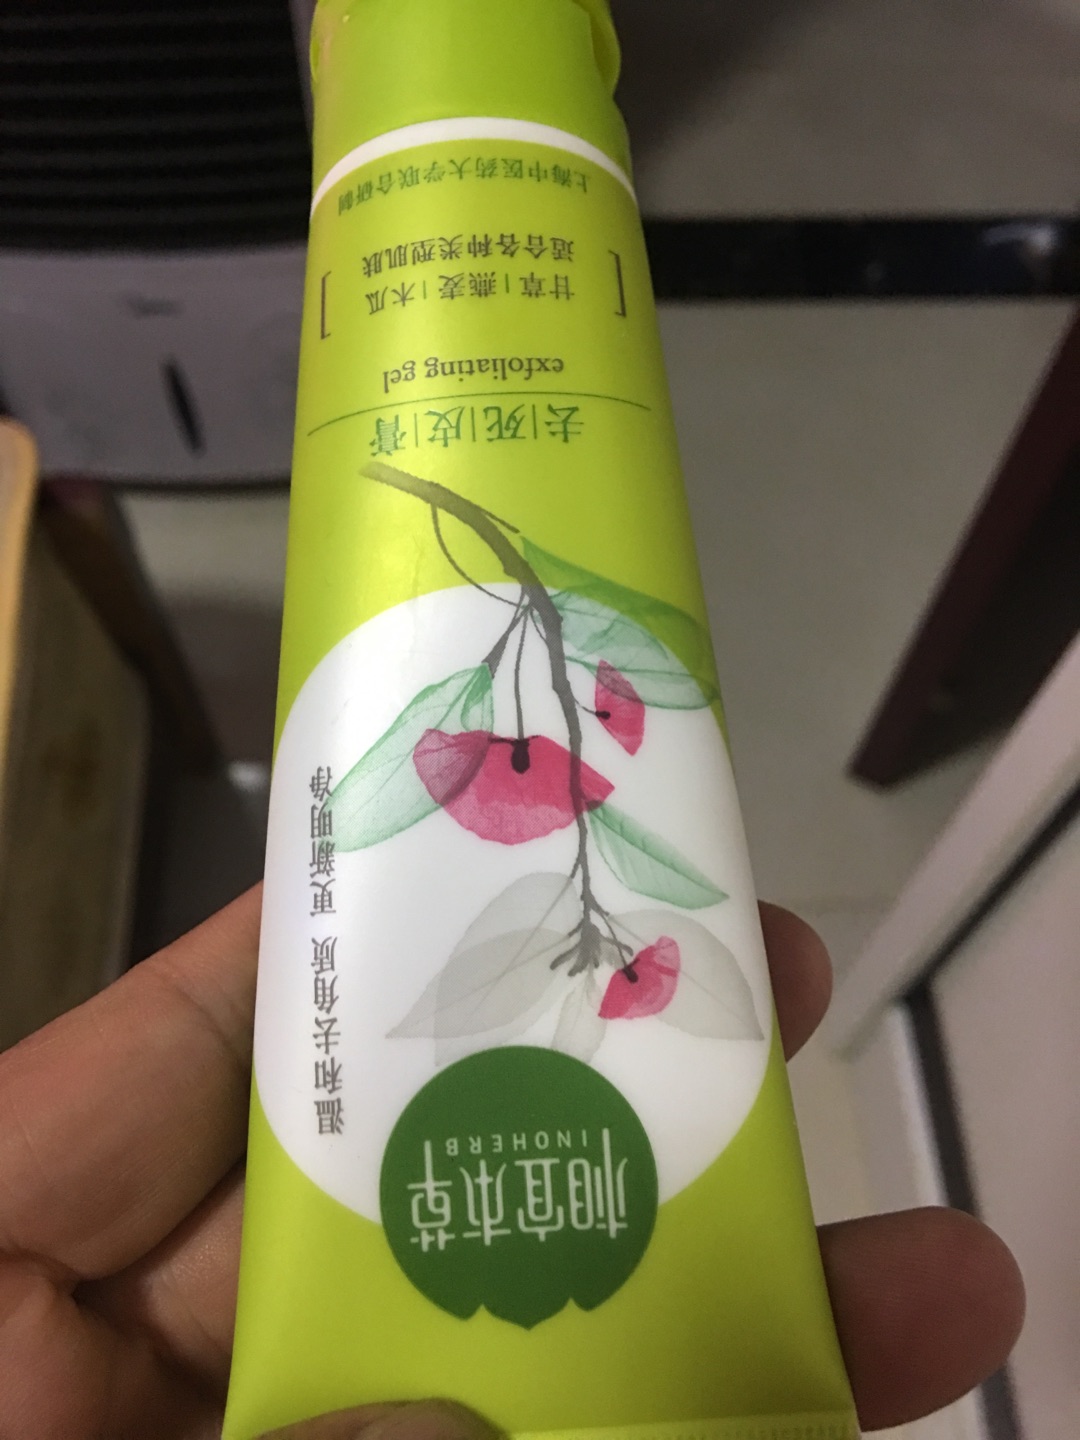 相宜本草
INOHERB
温和去角质 更新明净
去|死|皮|膏
exfoliating gel
甘草|燕麦|木瓜
适合各种类型肌肤
上海中医药大学联合研制